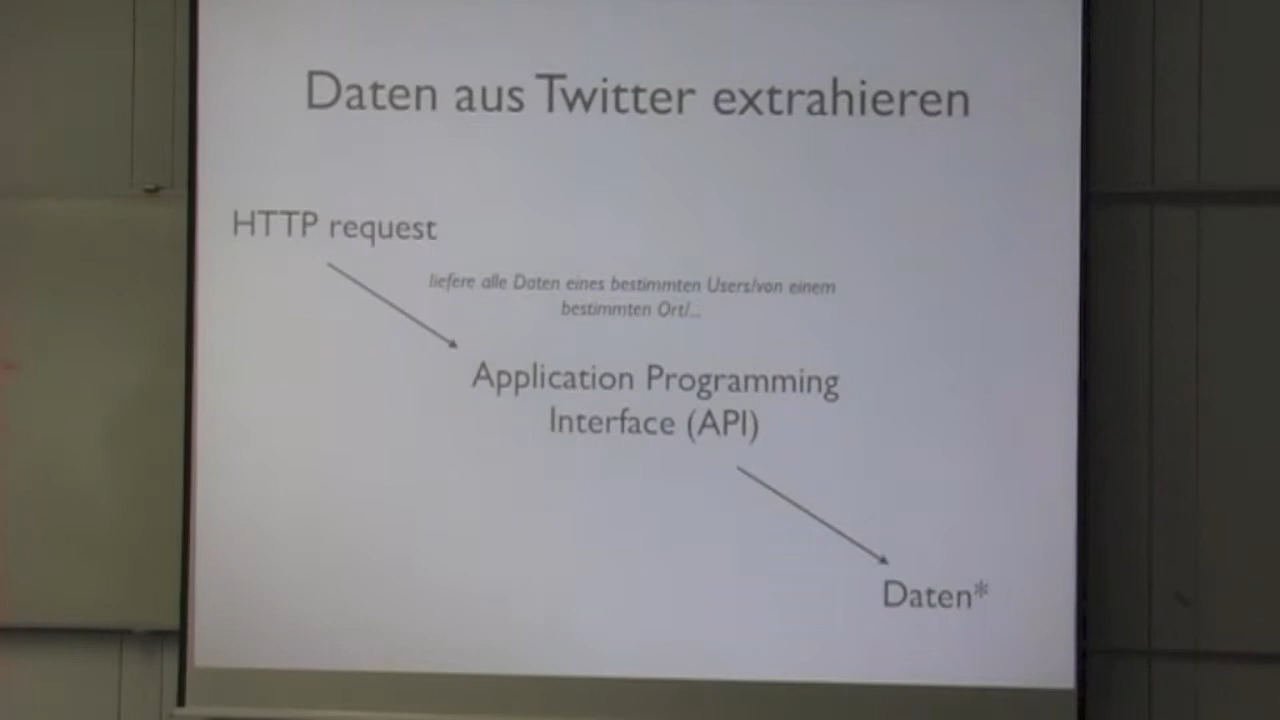 Daten aus Twitter extrahieren
HTTP request
liefere alle Daten eines bestimmten Users/von einem
bestimmten Ort/...
Application Programming
Interface (API)
Daten*